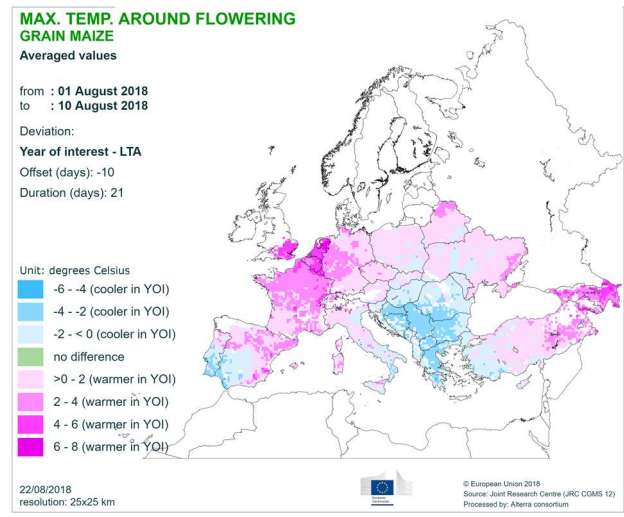 MAX. TEMP. AROUND FLOWERING
GRAIN MAIZE
Averaged values
from : 01 August 2018
to : 10 August 2018
Deviation:
Year of interest - LTA
Offset (days): -10
Duration (days): 21
Unit: degrees Celsius
-6 - -4 (cooler in YOI)
-4 - -2 (cooler in YOI)
-2 - < 0 (cooler in YOI)
no difference
>0 - 2 (warmer in YOI)
2 - 4 (warmer in YOI)
4 - 6 (warmer in YOI)
6 - 8 (warmer in YOI)
22/08/2018
resolution: 25x25 km
European
Commission
© European Union 2018
Source: Joint Research Centre (JRC CGMS 12)
Processed by: Alterra consortium